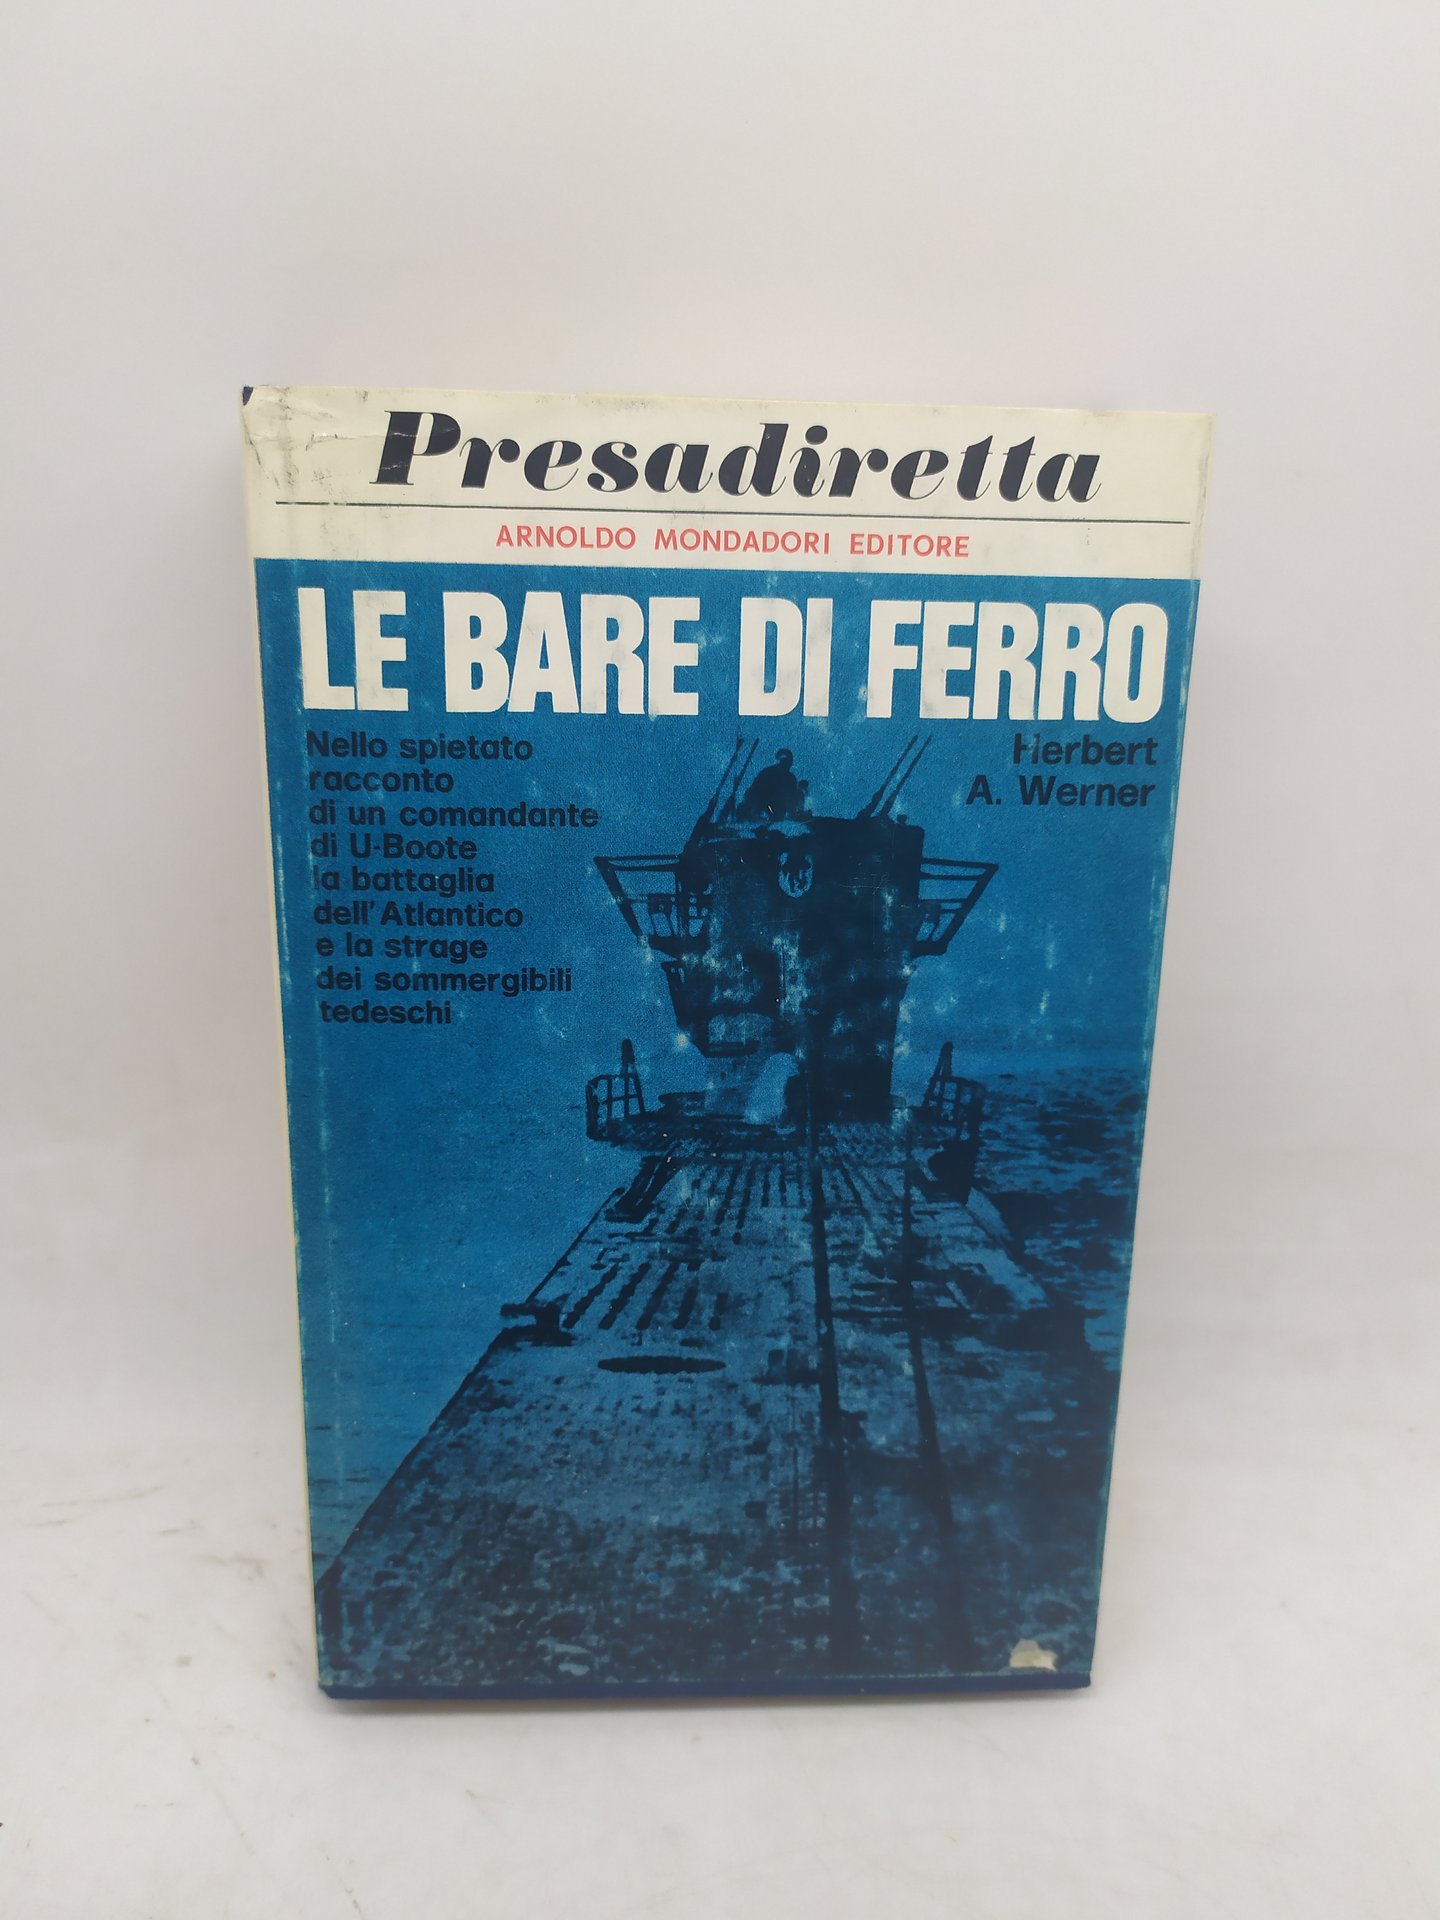 Presadiretta
ARNOLDO MONDADORI EDITORE
LE BARE DI FERRO
Nello spietato
racconto
di un comandante
di U-Boote
la battaglia
dell'Atlantico
e la strage
dei sommergibili
tedeschi
Herbert
A. Werner